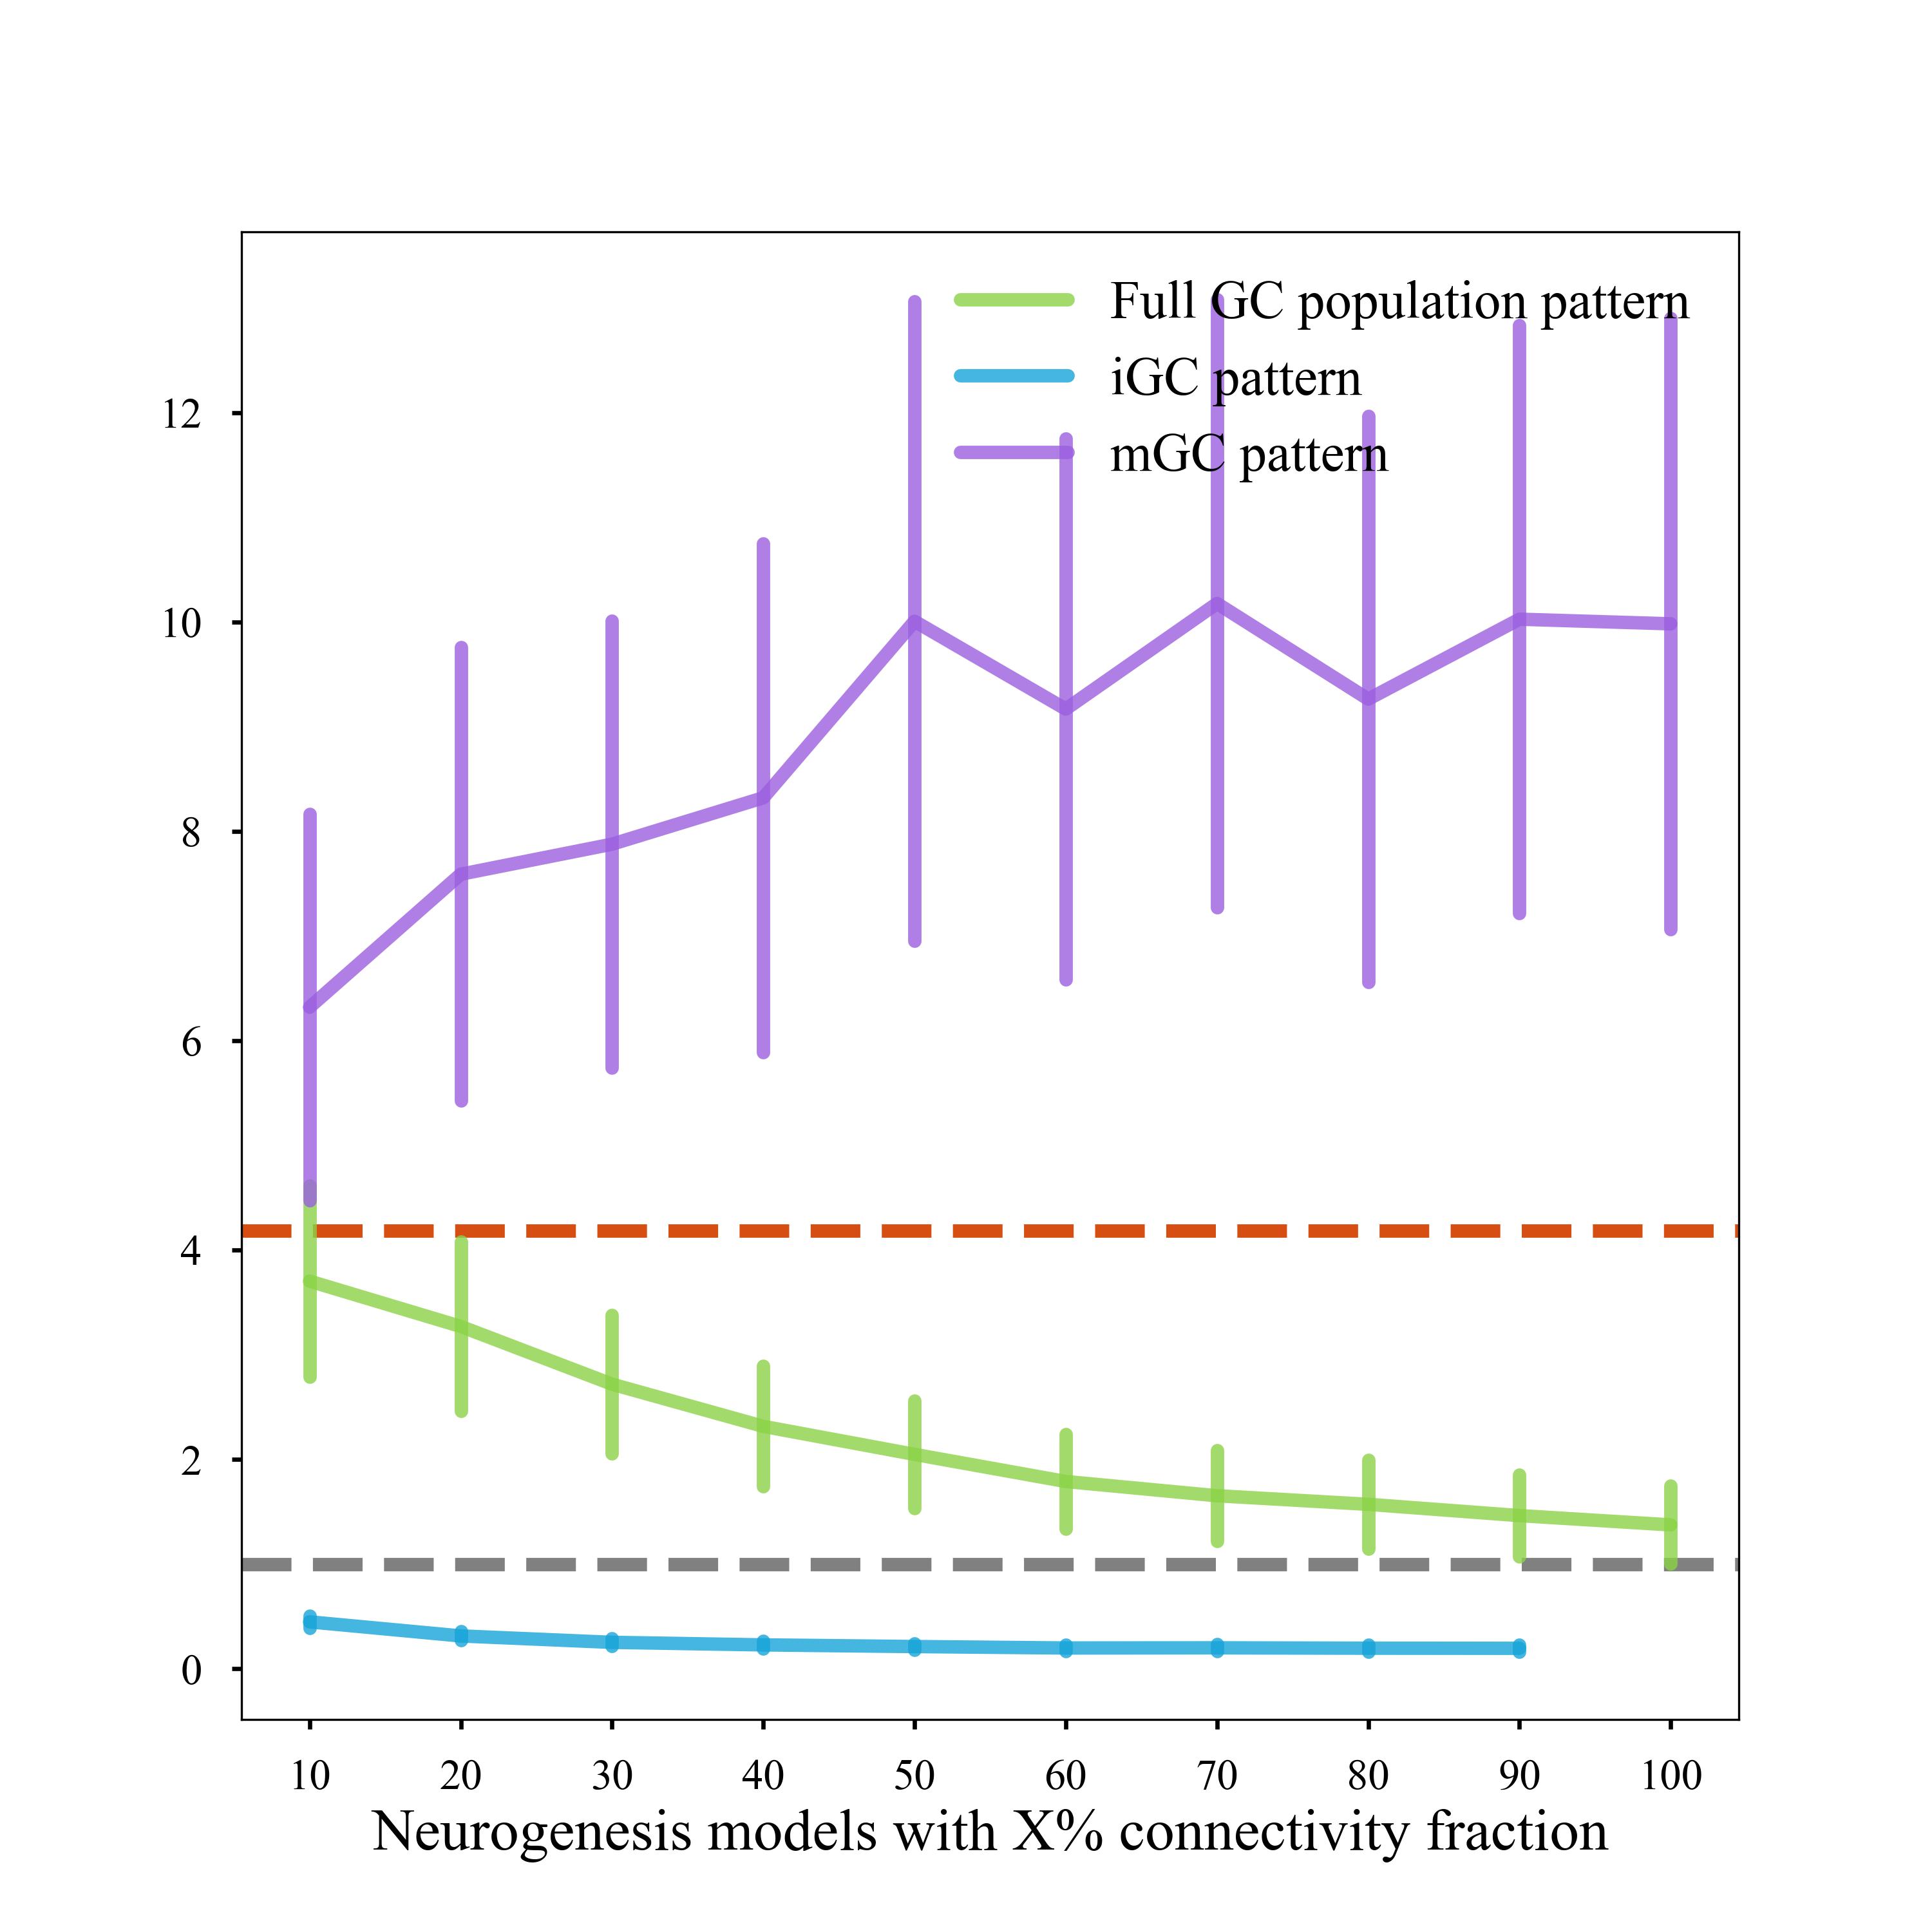 Full GC population pattern
iGC pattern
mGC pattern
12
10
8
6
4
2
0
10 20 30 40 50 60 70 80 90 100
Neurogenesis models with X% connectivity fraction